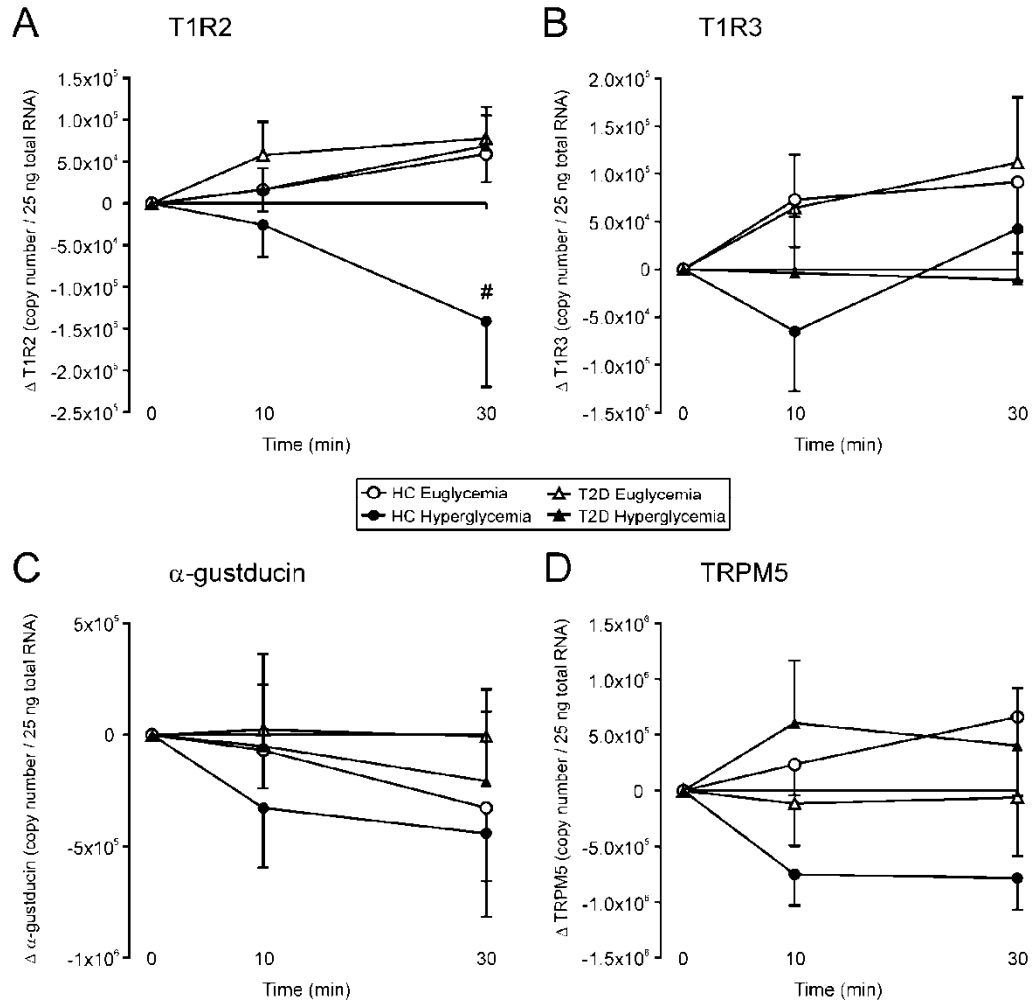 A T1R2
1.5x10⁵
1.0x10⁵
5.0x10⁴
0
-5.0x10⁴
-1.0x10⁵
-1.5x10⁵
-2.0x10⁵
-2.5x10⁵
Δ T1R2 (copy number / 25 ng total RNA)
#
0 10 30
Time (min)
B T1R3
2.0x10⁵
1.5x10⁵
1.0x10⁵
5.0x10⁴
0
-5.0x10⁴
-1.0x10⁵
-1.5x10⁵
Δ T1R3 (copy number / 25 ng total RNA)
0 10 30
Time (min)
HC Euglycemia T2D Euglycemia
HC Hyperglycemia T2D Hyperglycemia
C α-gustducin
5x10⁵
0
-5x10⁵
-1x10⁶
Δ α-gustducin (copy number / 25 ng total RNA)
0 10 30
Time (min)
D TRPM5
1.5x10⁶
1.0x10⁶
5.0x10⁵
0
-5.0x10⁵
-1.0x10⁶
-1.5x10⁶
Δ TRPM5 (copy number / 25 ng total RNA)
0 10 30
Time (min)